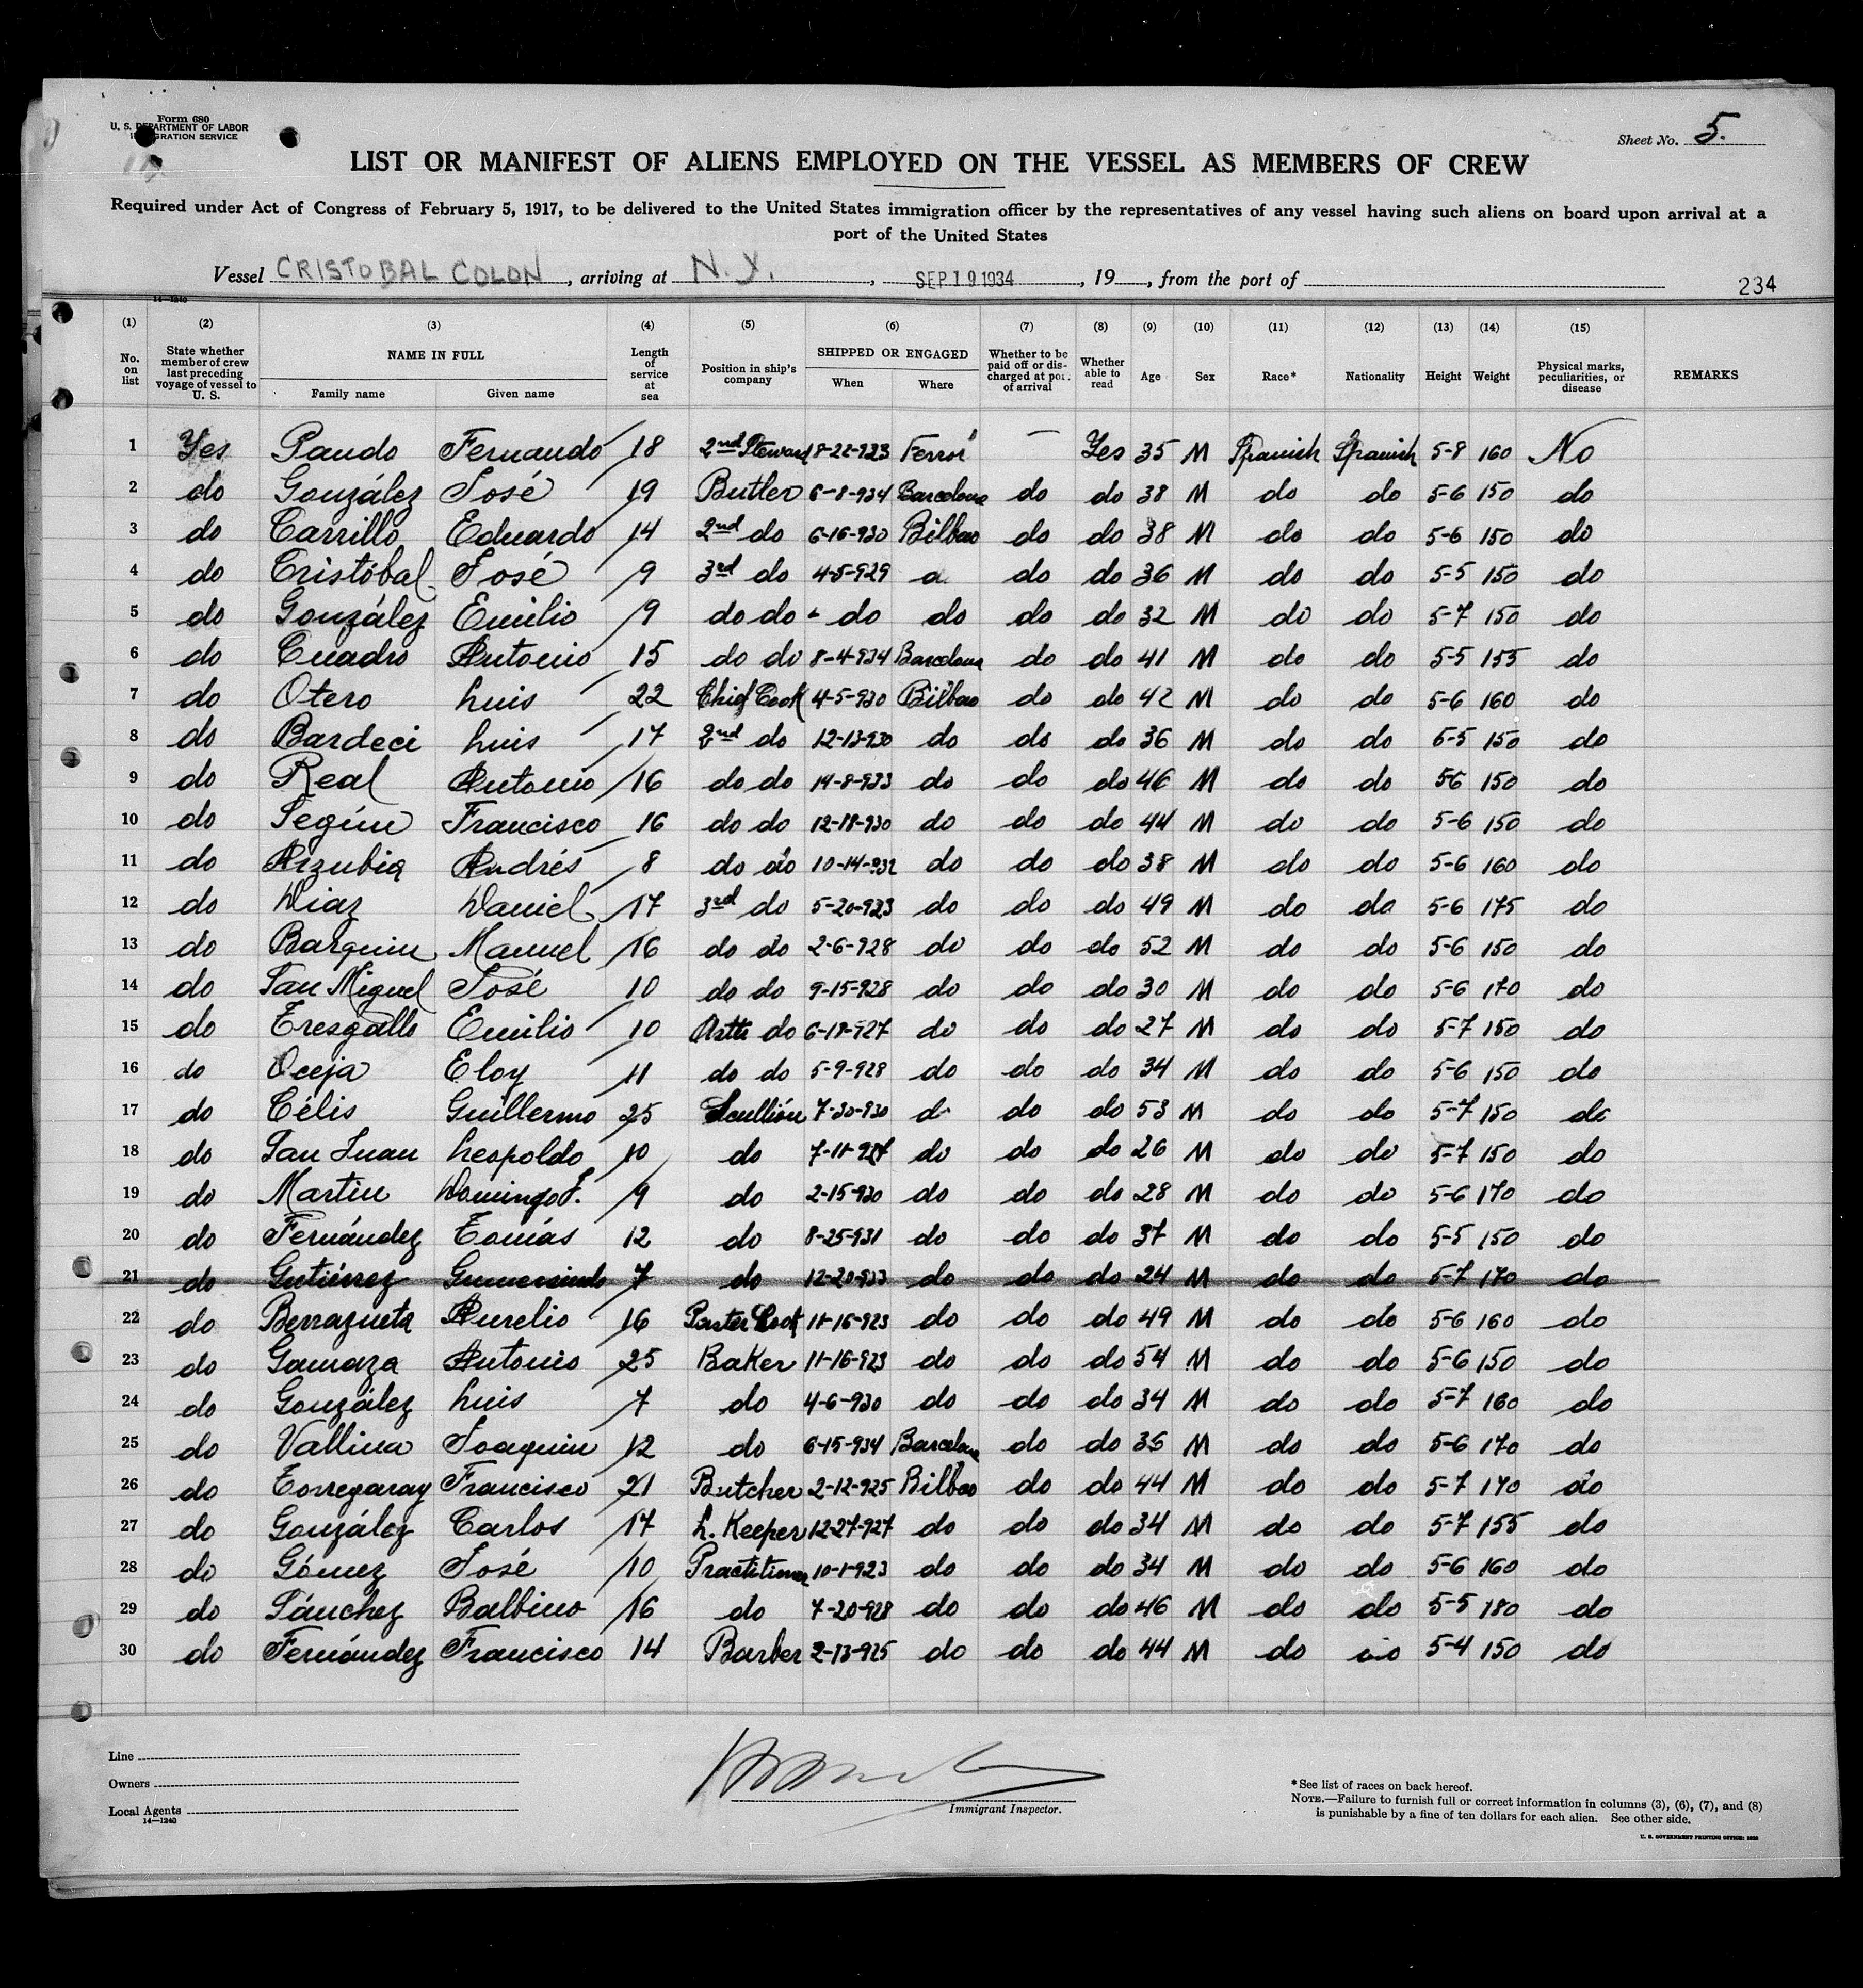 Form 680
U. S. DEPARTMENT OF LABOR
IMMIGRATION SERVICE
Sheet No. 5.
LIST OR MANIFEST OF ALIENS EMPLOYED ON THE VESSEL AS MEMBERS OF CREW
Required under Act of Congress of February 5, 1917, to be delivered to the United States immigration officer by the representatives of any vessel having such aliens on board upon arrival at a
port of the United States
Vessel CRISTOBAL COLON, arriving at N. Y., SEP 19 1934, 19, from the port of
234
14—1240
(1) (2) (3) (4) (5) (6) (7) (8) (9) (10) (11) (12) (13) (14) (15)
No. on list State whether member of crew last preceding voyage of vessel to U. S. NAME IN FULL Family name Given name Length of service at sea Position in ship's company SHIPPED OR ENGAGED When Where Whether to be paid off or discharged at port of arrival Whether able to read Age Sex Race* Nationality Height Weight Physical marks, peculiarities, or disease REMARKS
1 Yes Pando Fernando 18 2nd Steward 8-22-933 Ferrol — Yes 35 M Spanish Spanish 5-8 160 No
2 do González José 19 Butler 6-8-934 Barcelona do do 38 M do do 5-6 150 do
3 do Carrillo Eduardo 14 2nd do 6-16-930 Bilbao do do 38 M do do 5-6 150 do
4 do Cristóbal José 9 3rd do 4-5-929 do do 36 M do do 5-5 150 do
5 do González Emilio 9 do do do do do do 32 M do do 5-7 150 do
6 do Cuadro Antonio 15 do do 8-4-934 Barcelona do do 41 M do do 5-5 155 do
7 do Otero Luis 22 Chief Cook 4-5-930 Bilbao do do 42 M do do 5-6 160 do
8 do Bardeci Luis 17 2nd do 12-13-930 do do do 36 M do do 6-5 150 do
9 do Real Antonio 16 do do 14-8-933 do do do 46 M do do 56 150 do
10 do Según Francisco 16 do do 12-18-930 do do do 44 M do do 5-6 150 do
11 do Arzubia Andrés 8 do do 10-14-932 do do do 38 M do do 5-6 160 do
12 do Diaz Daniel 17 3rd do 5-20-933 do do do 49 M do do 5-6 175 do
13 do Barquin Manuel 16 do do 2-6-928 do do do 52 M do do 5-6 150 do
14 do San Miguel José 10 do do 9-15-928 do do do 30 M do do 5-6 170 do
15 do Tresgallo Emilio 10 do 6-18-927 do do do 27 M do do 5-7 150 do
16 do Oceja Eloy 11 do do 5-9-928 do do do 34 M do do 5-6 150 do
17 do Célis Guillermo 25 Scullión 7-30-930 do do do 53 M do do 5-7 150 do
18 do San Juan Leopoldo 10 do 7-11-927 do do do 26 M do do 5-7 150 do
19 do Martin Domingo S. 9 do 2-15-930 do do do 28 M do do 5-6 170 do
20 do Fernández Tomás 12 do 8-25-931 do do do 37 M do do 5-5 150 do
21 do Gutiérrez Gumersindo 7 do 12-20-933 do do do 24 M do do 5-7 170 do
22 do Berrazueta Aurelio 16 Cook 11-16-923 do do do 49 M do do 5-6 160 do
23 do Gamaza Antonio 25 Baker 11-16-923 do do do 54 M do do 5-6 150 do
24 do González Luis 7 do 4-6-930 do do do 34 M do do 5-7 160 do
25 do Vallina Joaquin 12 do 6-15-934 Barcelona do do 36 M do do 5-6 170 do
26 do Torregaray Francisco 21 Butcher 2-12-925 Bilbao do do 44 M do do 5-7 170 do
27 do González Carlos 17 L. Keeper 12-27-927 do do do 34 M do do 5-7 155 do
28 do Gómez José 10 Practitioner 10-1-923 do do do 34 M do do 5-6 160 do
29 do Sánchez Balbino 16 do 7-20-928 do do do 46 M do do 5-5 180 do
30 do Fernández Francisco 14 Barber 2-13-925 do do do 44 M do do 5-4 150 do
Line
Owners
Local Agents
14—1240
Immigrant Inspector.
*See list of races on back hereof.
NOTE.—Failure to furnish full or correct information in columns (3), (6), (7), and (8)
is punishable by a fine of ten dollars for each alien. See other side.
U. S. GOVERNMENT PRINTING OFFICE: